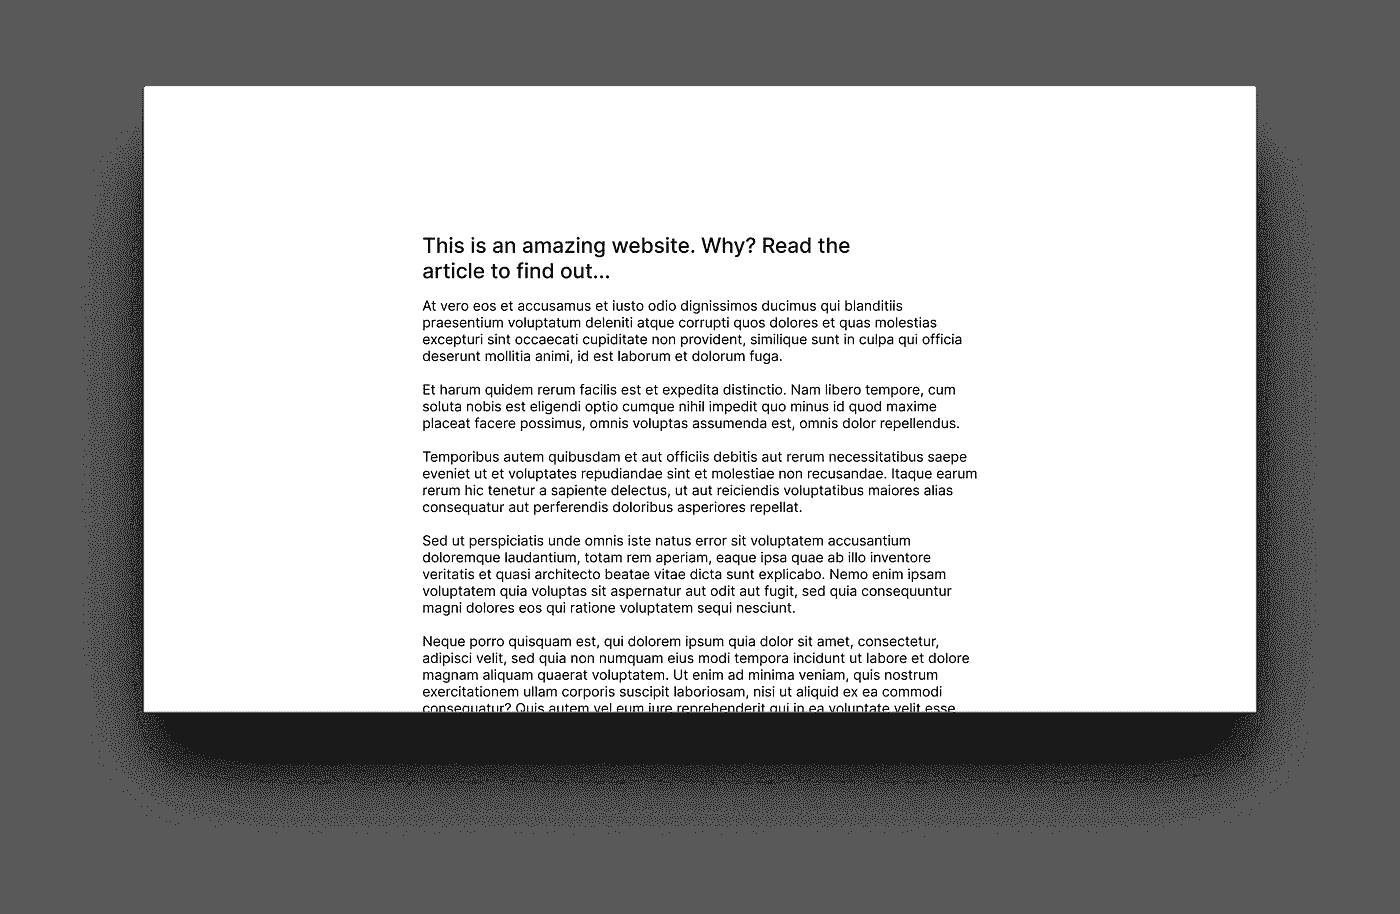 This is an amazing website. Why? Read the
article to find out...
At vero eos et accusamus et iusto odio dignissimos ducimus qui blanditiis
praesentium voluptatum deleniti atque corrupti quos dolores et quas molestias
excepturi sint occaecati cupiditate non provident, similique sunt in culpa qui officia
deserunt mollitia animi, id est laborum et dolorum fuga.
Et harum quidem rerum facilis est et expedita distinctio. Nam libero tempore, cum
soluta nobis est eligendi optio cumque nihil impedit quo minus id quod maxime
placeat facere possimus, omnis voluptas assumenda est, omnis dolor repellendus.
Temporibus autem quibusdam et aut officiis debitis aut rerum necessitatibus saepe
eveniet ut et voluptates repudiandae sint et molestiae non recusandae. Itaque earum
rerum hic tenetur a sapiente delectus, ut aut reiciendis voluptatibus maiores alias
consequatur aut perferendis doloribus asperiores repellat.
Sed ut perspiciatis unde omnis iste natus error sit voluptatem accusantium
doloremque laudantium, totam rem aperiam, eaque ipsa quae ab illo inventore
veritatis et quasi architecto beatae vitae dicta sunt explicabo. Nemo enim ipsam
voluptatem quia voluptas sit aspernatur aut odit aut fugit, sed quia consequuntur
magni dolores eos qui ratione voluptatem sequi nesciunt.
Neque porro quisquam est, qui dolorem ipsum quia dolor sit amet, consectetur,
adipisci velit, sed quia non numquam eius modi tempora incidunt ut labore et dolore
magnam aliquam quaerat voluptatem. Ut enim ad minima veniam, quis nostrum
exercitationem ullam corporis suscipit laboriosam, nisi ut aliquid ex ea commodi
consequatur? Quis autem vel eum iure reprehenderit qui in ea voluptate velit esse